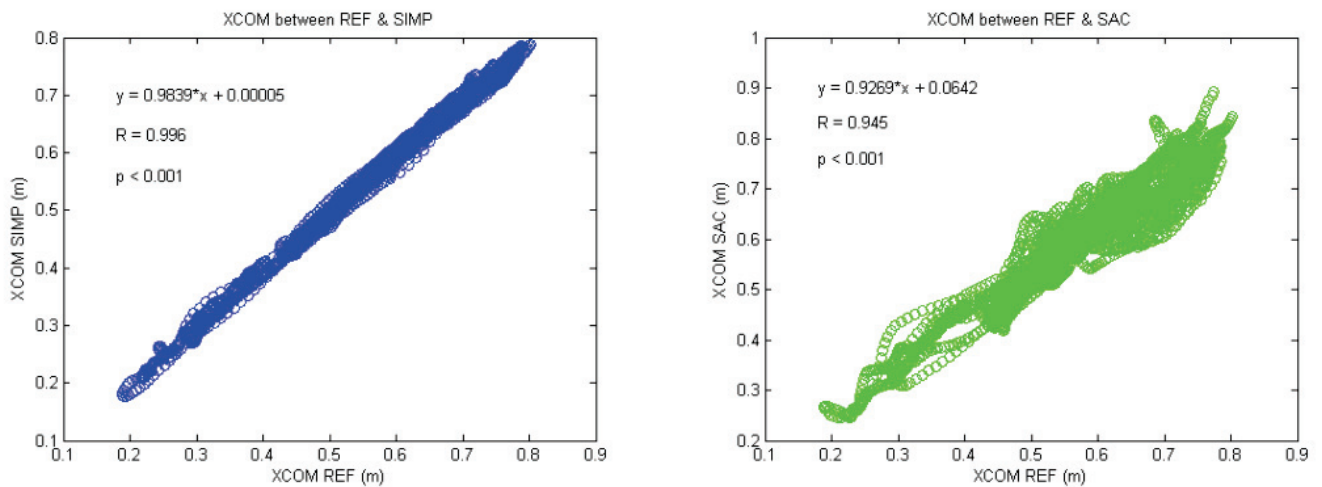 XCOM between REF & SIMP
0.8
0.7
0.6
0.5
0.4
0.3
0.2
0.1
XCOM SIMP (m)
y = 0.9839*x + 0.00005
R = 0.996
p < 0.001
0.1 0.2 0.3 0.4 0.5 0.6 0.7 0.8 0.9
XCOM REF (m)
XCOM between REF & SAC
1
0.9
0.8
0.7
0.6
0.5
0.4
0.3
0.2
XCOM SAC (m)
y = 0.9269*x + 0.0642
R = 0.945
p < 0.001
0.1 0.2 0.3 0.4 0.5 0.6 0.7 0.8 0.9
XCOM REF (m)